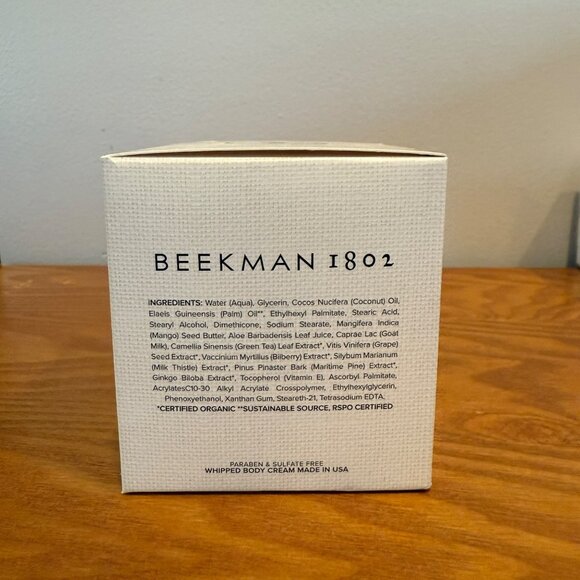 BEEKMAN 1802
INGREDIENTS: Water (Aqua), Glycerin, Cocos Nucifera (Coconut) Oil,
Elaeis Guineensis (Palm) Oil**, Ethylhexyl Palmitate, Stearic Acid,
Stearyl Alcohol, Dimethicone, Sodium Stearate, Mangifera Indica
(Mango) Seed Butter, Aloe Barbadensis Leaf Juice, Caprae Lac (Goat
Milk), Camellia Sinensis (Green Tea) Leaf Extract*, Vitis Vinifera (Grape)
Seed Extract*, Vaccinium Myrtillus (Bilberry) Extract*, Silybum Marianum
(Milk Thistle) Extract*, Pinus Pinaster Bark (Maritime Pine) Extract*,
Ginkgo Biloba Extract*, Tocopherol (Vitamin E), Ascorbyl Palmitate,
AcrylatesC10-30 Alkyl Acrylate Crosspolymer, Ethylhexylglycerin,
Phenoxyethanol, Xanthan Gum, Steareth-21, Tetrasodium EDTA.
*CERTIFIED ORGANIC **SUSTAINABLE SOURCE, RSPO CERTIFIED
PARABEN & SULFATE FREE
WHIPPED BODY CREAM MADE IN USA